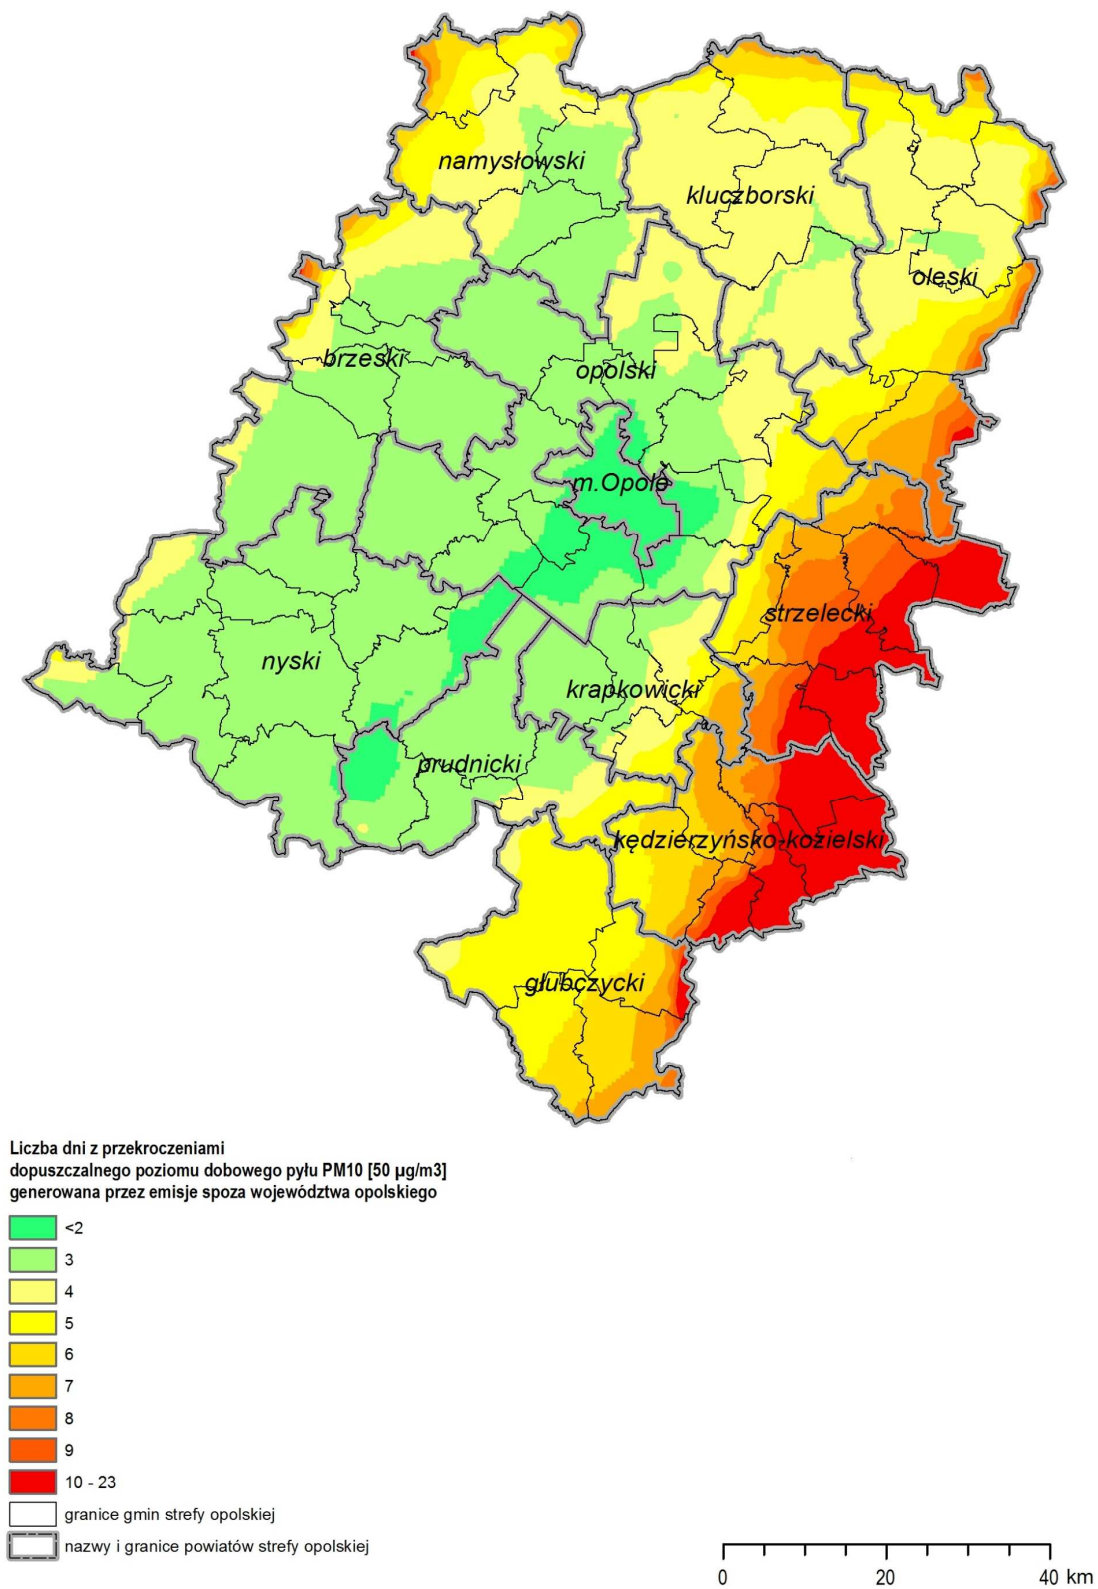 namysłowski
kluczborski
oleski
brzeski
opolski
m.Opole
strzelecki
nyski
krapkowicki
prudnicki
kędzierzyńsko-kozielski
głubczycki
Liczba dni z przekroczeniami
dopuszczalnego poziomu dobowego pyłu PM10 [50 µg/m3]
generowana przez emisje spoza województwa opolskiego
<2
3
4
5
6
7
8
9
10 - 23
granice gmin strefy opolskiej
nazwy i granice powiatów strefy opolskiej
0 20 40 km